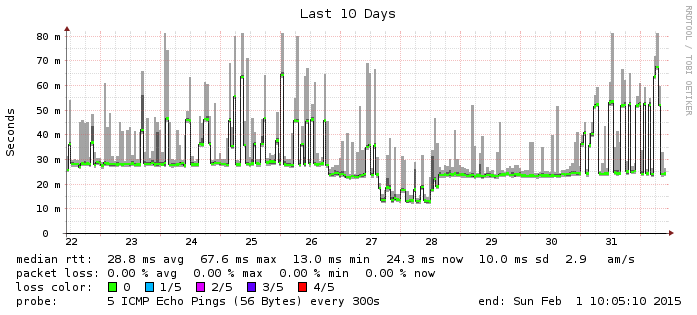 Last 10 Days
RRDTOOL / TOBI OETIKER
Seconds
80 m
70 m
60 m
50 m
40 m
30 m
20 m
10 m
0
22 23 24 25 26 27 28 29 30 31
median rtt: 28.8 ms avg 67.6 ms max 13.0 ms min 24.3 ms now 10.0 ms sd 2.9 am/s
packet loss: 0.00 % avg 0.00 % max 0.00 % min 0.00 % now
loss color: 0 1/5 2/5 3/5 4/5
probe: 5 ICMP Echo Pings (56 Bytes) every 300s end: Sun Feb 1 10:05:10 2015